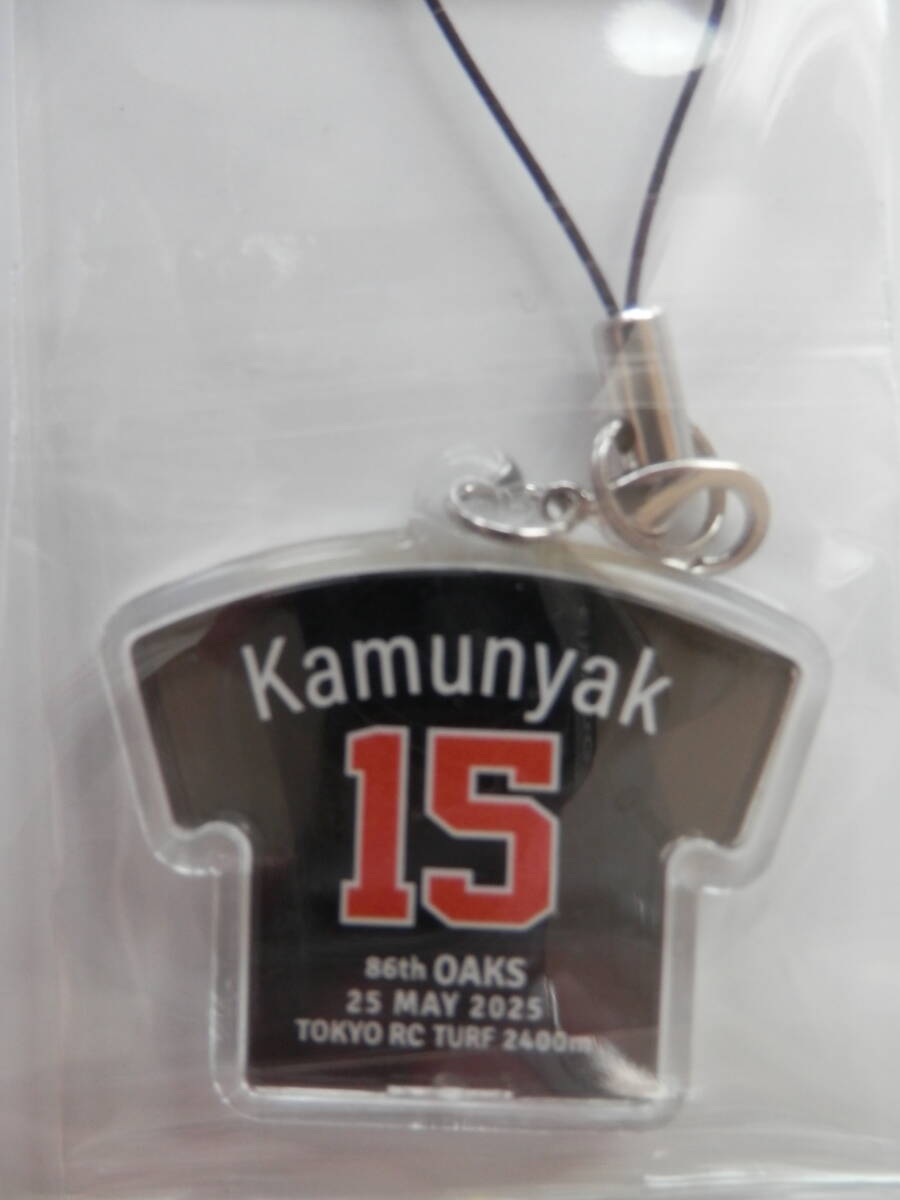 Kamunyak
15
86th OAKS
25 MAY 2025
TOKYO RC TURF 2400m